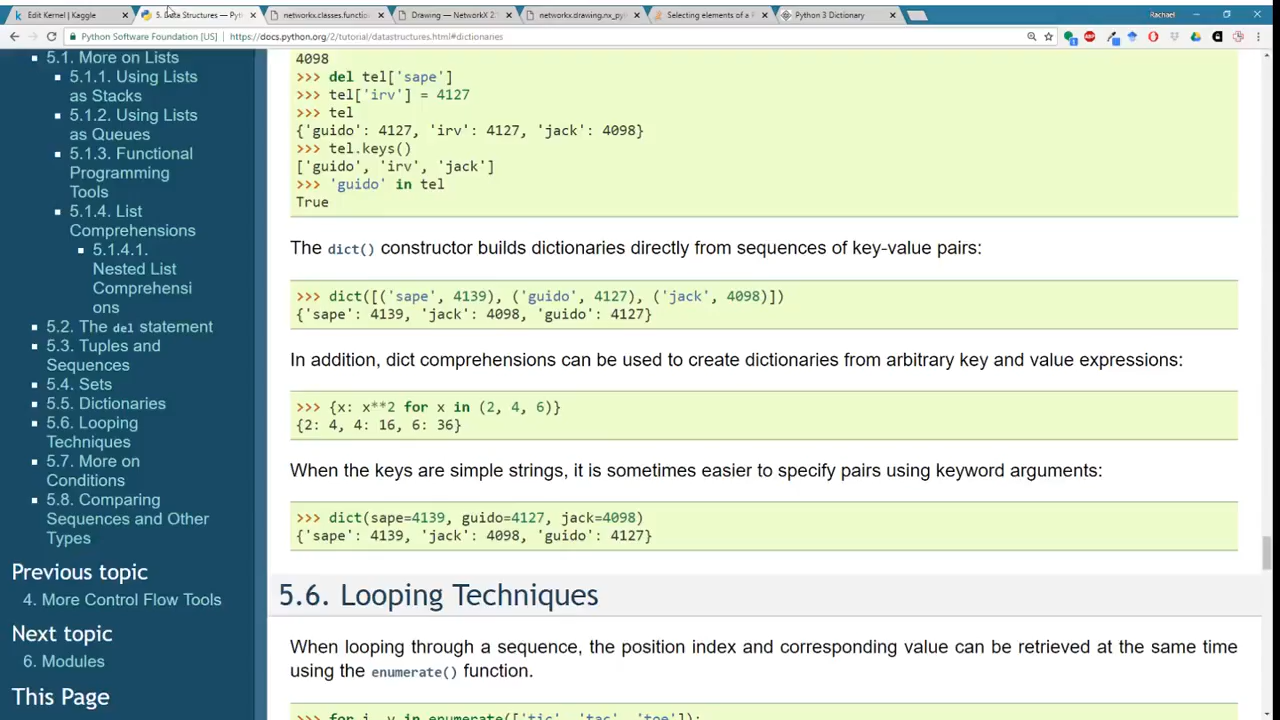 Edit Kernel | Kaggle
5. Data Structures — Pyth
networkx.classes.functio
Drawing — NetworkX 2.
networkx.drawing.nx_py
Selecting elements of a
Python 3 Dictionary
Rachael
Python Software Foundation [US]
https://docs.python.org/2/tutorial/datastructures.html#dictionaries
5.1. More on Lists
5.1.1. Using Lists
as Stacks
5.1.2. Using Lists
as Queues
5.1.3. Functional
Programming
Tools
5.1.4. List
Comprehensions
5.1.4.1.
Nested List
Comprehensi
ons
5.2. The del statement
5.3. Tuples and
Sequences
5.4. Sets
5.5. Dictionaries
5.6. Looping
Techniques
5.7. More on
Conditions
5.8. Comparing
Sequences and Other
Types
Previous topic
4. More Control Flow Tools
Next topic
6. Modules
This Page
4098
>>> del tel['sape']
>>> tel['irv'] = 4127
>>> tel
{'guido': 4127, 'irv': 4127, 'jack': 4098}
>>> tel.keys()
['guido', 'irv', 'jack']
>>> 'guido' in tel
True
The dict() constructor builds dictionaries directly from sequences of key-value pairs:
>>> dict([('sape', 4139), ('guido', 4127), ('jack', 4098)])
{'sape': 4139, 'jack': 4098, 'guido': 4127}
In addition, dict comprehensions can be used to create dictionaries from arbitrary key and value expressions:
>>> {x: x**2 for x in (2, 4, 6)}
{2: 4, 4: 16, 6: 36}
When the keys are simple strings, it is sometimes easier to specify pairs using keyword arguments:
>>> dict(sape=4139, guido=4127, jack=4098)
{'sape': 4139, 'jack': 4098, 'guido': 4127}
5.6. Looping Techniques
When looping through a sequence, the position index and corresponding value can be retrieved at the same time
using the enumerate() function.
>>> for i, v in enumerate(['tic', 'tac', 'toe']):